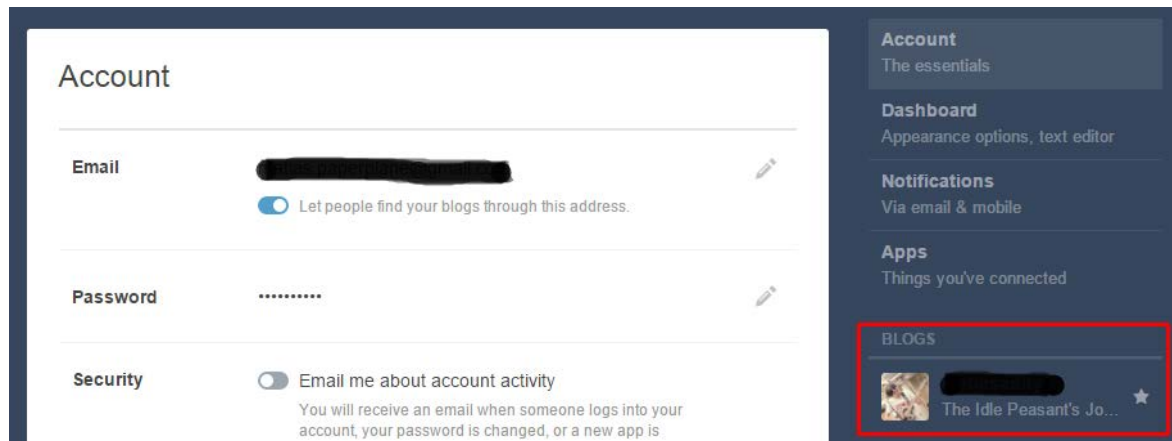 Account
Email
Let people find your blogs through this address.
Password
••••••••••
Security
Email me about account activity
You will receive an email when someone logs into your
account, your password is changed, or a new app is
Account
The essentials
Dashboard
Appearance options, text editor
Notifications
Via email & mobile
Apps
Things you've connected
BLOGS
The Idle Peasant's Jo...